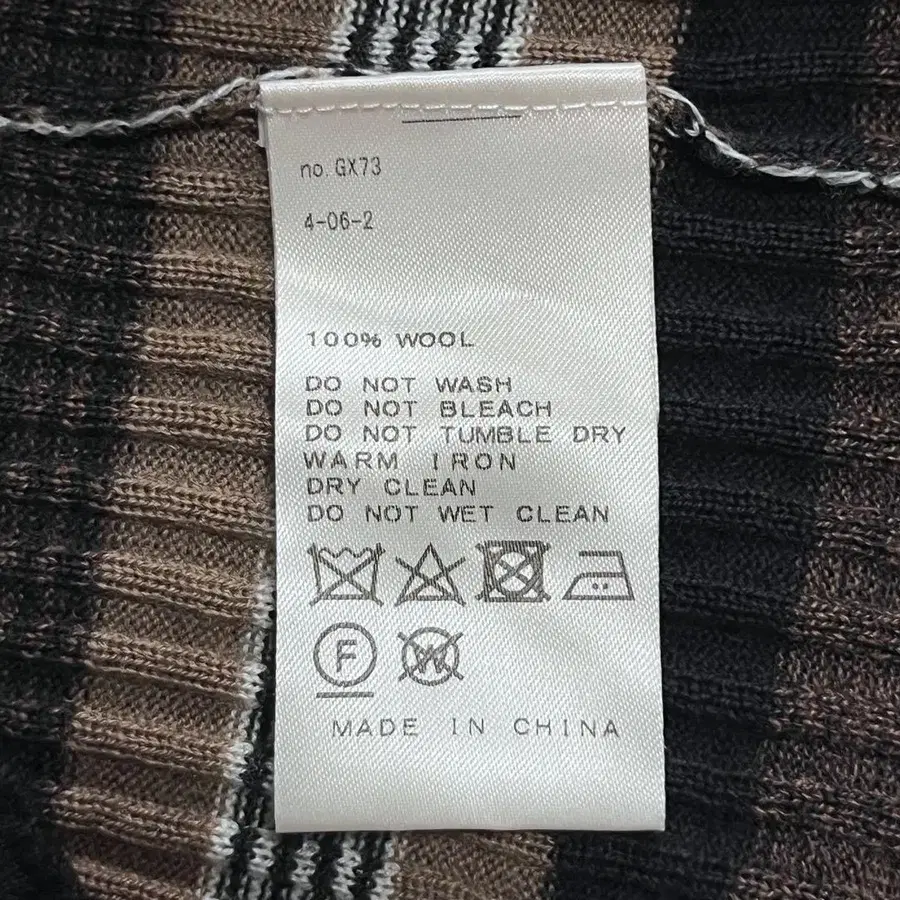 no. GX73
4-06-2
100% WOOL
DO NOT WASH
DO NOT BLEACH
DO NOT TUMBLE DRY
WARM IRON
DRY CLEAN
DO NOT WET CLEAN
F W
MADE IN CHINA